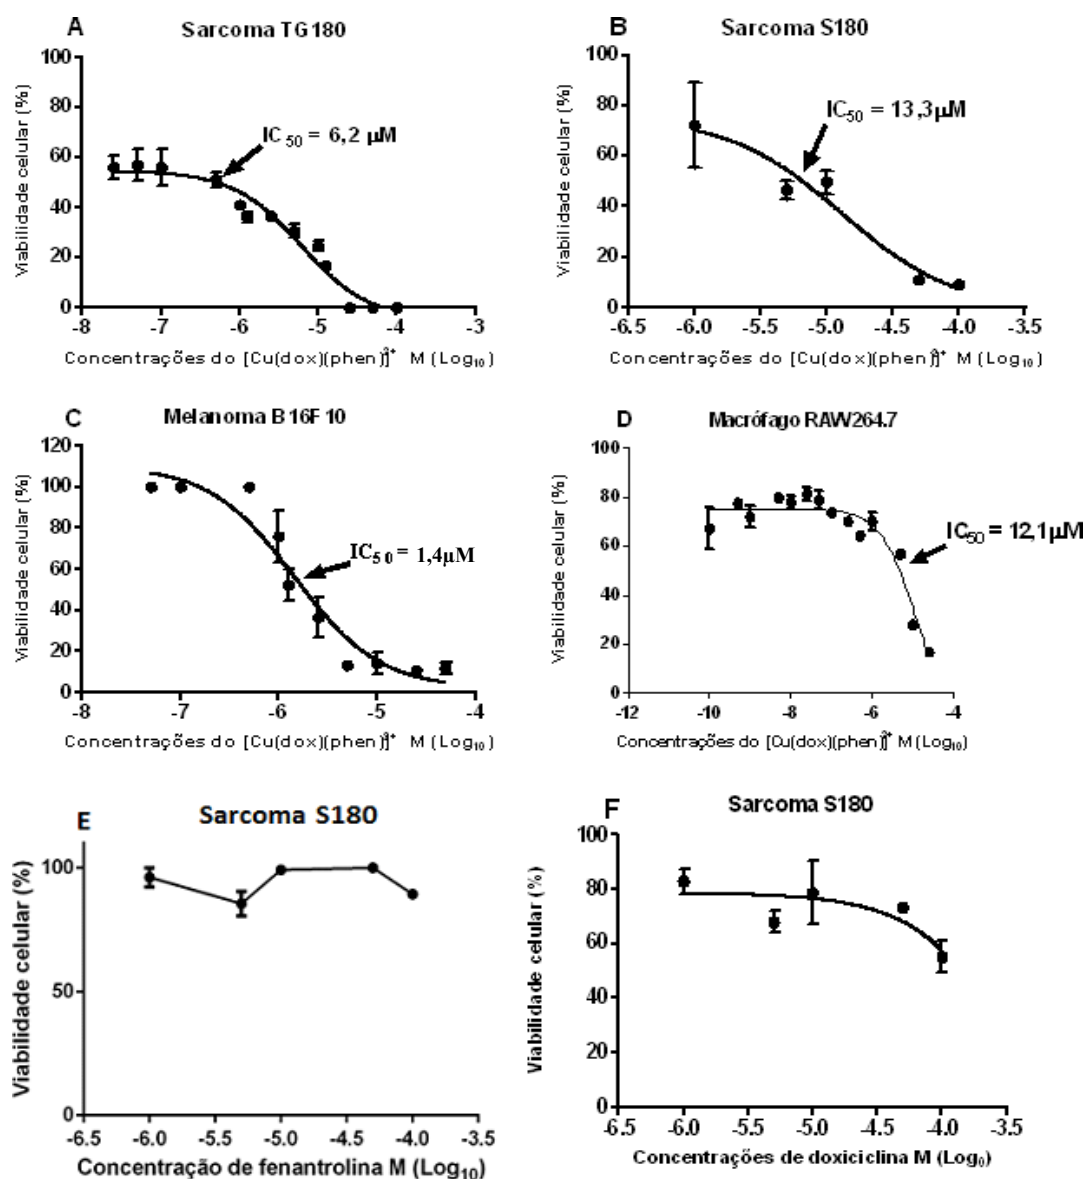 A
Sarcoma TG180
100
80
60
40
20
0
Viabilidade celular (%)
IC50 = 6,2 µM
-8 -7 -6 -5 -4 -3
Concentrações do [Cu(dox)(phen)]2+ M (Log10)
B
Sarcoma S180
100
80
60
40
20
0
Viabilidade celular (%)
IC50 = 13,3µM
-6.5 -6.0 -5.5 -5.0 -4.5 -4.0 -3.5
Concentrações do [Cu(dox)(phen)]2+ M (Log10)
C
Melanoma B16F10
120
100
80
60
40
20
0
Viabilidade celular (%)
IC50 = 1,4µM
-8 -7 -6 -5 -4
Concentrações do [Cu(dox)(phen)]2+ M (Log10)
D
Macrófago RAW264.7
100
80
60
40
20
0
Viabilidade celular (%)
IC50 = 12,1µM
-12 -10 -8 -6 -4
Concentrações do [Cu(dox)(phen)]2+ M (Log10)
E
Sarcoma S180
100
50
0
Viabilidade celular (%)
-6.5 -6.0 -5.5 -5.0 -4.5 -4.0 -3.5
Concentração de fenantrolina M (Log10)
F
Sarcoma S180
100
80
60
40
20
0
Viabilidade celular (%)
-6.5 -6.0 -5.5 -5.0 -4.5 -4.0 -3.5
Concentrações de doxiciclina M (Log0)